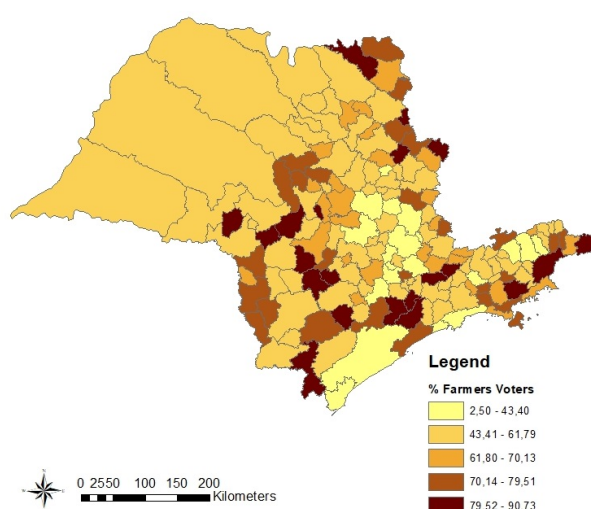 Legend
% Farmers Voters
2,50 - 43,40
43,41 - 61,79
61,80 - 70,13
70,14 - 79,51
79,52 - 90,73
0 2550 100 150 200
Kilometers